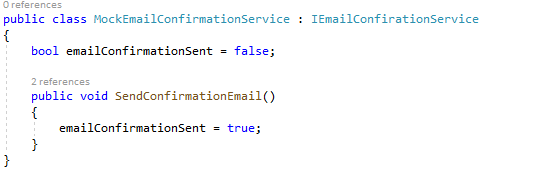 0 references
public class MockEmailConfirmationService : IEmailConfirationService
{
bool emailConfirmationSent = false;
2 references
public void SendConfirmationEmail()
{
emailConfirmationSent = true;
}
}